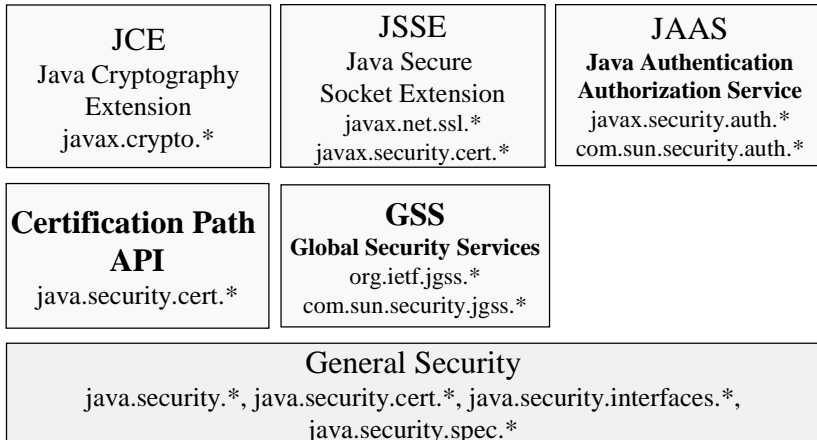 JCE
Java Cryptography
Extension
javax.crypto.*
JSSE
Java Secure
Socket Extension
javax.net.ssl.*
javax.security.cert.*
JAAS
Java Authentication
Authorization Service
javax.security.auth.*
com.sun.security.auth.*
Certification Path
API
java.security.cert.*
GSS
Global Security Services
org.ietf.jgss.*
com.sun.security.jgss.*
General Security
java.security.*, java.security.cert.*, java.security.interfaces.*,
java.security.spec.*